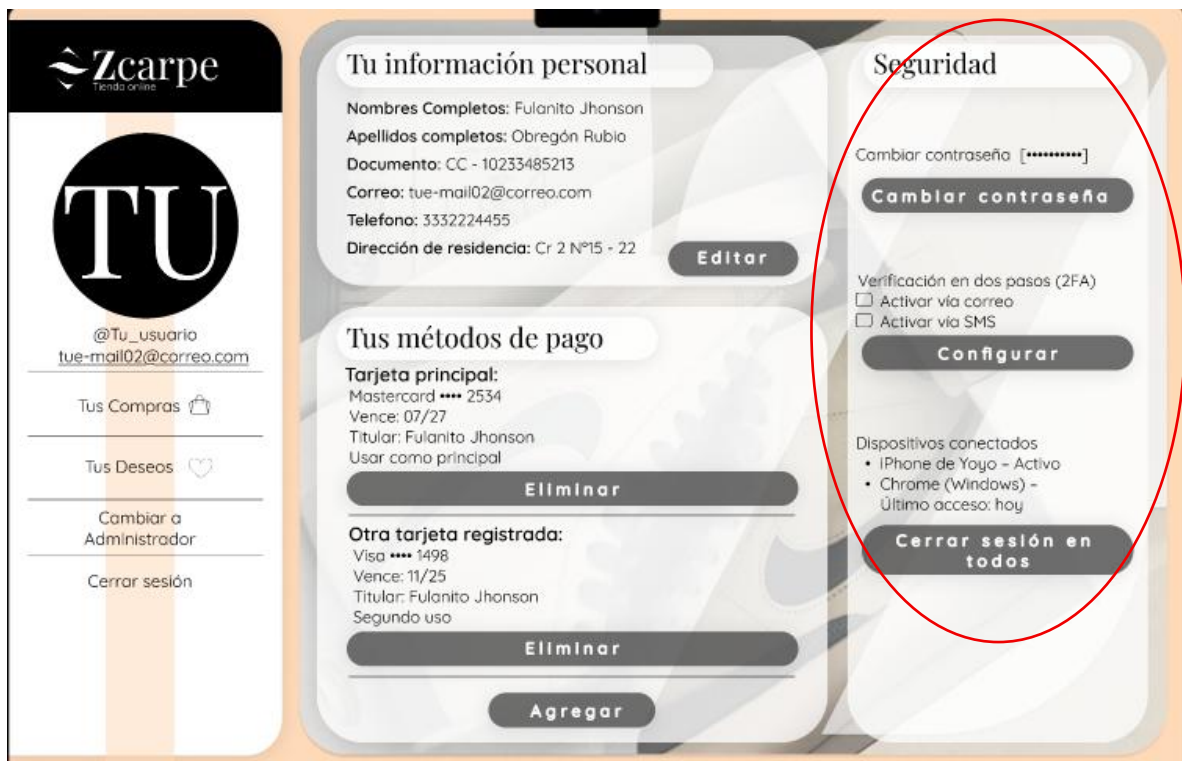 Zcarpe
Tienda online
TU
@Tu_usuario
tue-mail02@correo.com
Tus Compras
Tus Deseos
Cambiar a
Administrador
Cerrar sesión
Tu información personal
Nombres Completos: Fulanito Jhonson
Apellidos completos: Obregón Rubio
Documento: CC - 10233485213
Correo: tue-mail02@correo.com
Telefono: 3332224455
Dirección de residencia: Cr 2 N°15 - 22
Editar
Tus métodos de pago
Tarjeta principal:
Mastercard •••• 2534
Vence: 07/27
Titular: Fulanito Jhonson
Usar como principal
Eliminar
Otra tarjeta registrada:
Visa •••• 1498
Vence: 11/25
Titular: Fulanito Jhonson
Segundo uso
Eliminar
Agregar
Seguridad
Cambiar contraseña [••••••••••]
Cambiar contraseña
Verificación en dos pasos (2FA)
Activar vía correo
Activar vía SMS
Configurar
Dispositivos conectados
• iPhone de Yoyo – Activo
• Chrome (Windows) –
Último acceso: hoy
Cerrar sesión en
todos